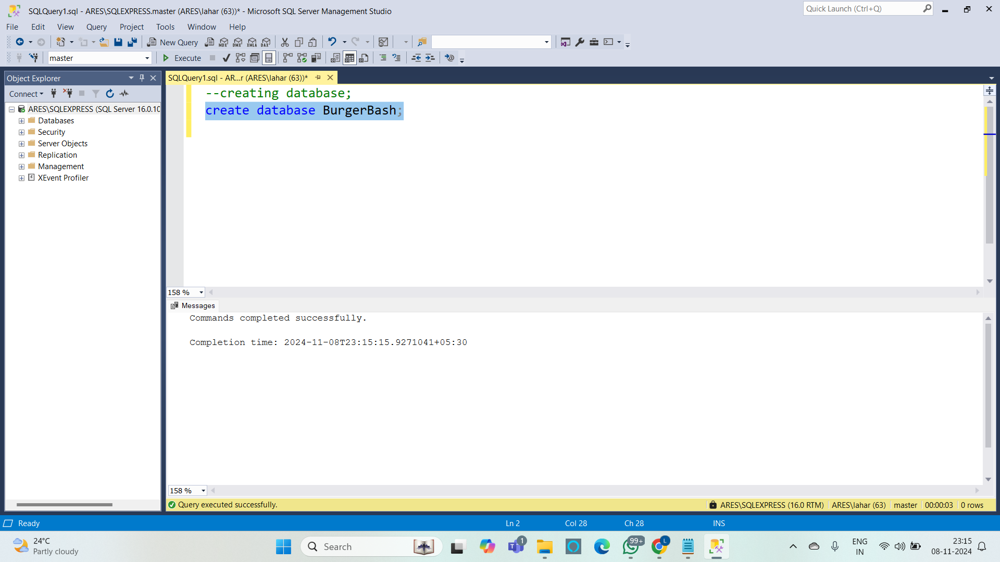 SQLQuery1.sql - ARES\SQLEXPRESS.master (ARES\lahar (63))* - Microsoft SQL Server Management Studio
Quick Launch (Ctrl+Q)
File Edit View Query Project Tools Window Help
New Query MDX DMX XMLA DAX
master Execute
Object Explorer
SQLQuery1.sql - AR...r (ARES\lahar (63))*
Connect
ARES\SQLEXPRESS (SQL Server 16.0.10
Databases
Security
Server Objects
Replication
Management
XEvent Profiler
--creating database;
create database BurgerBash;
158 %
Messages
Commands completed successfully.
Completion time: 2024-11-08T23:15:15.9271041+05:30
158 %
Query executed successfully.
ARES\SQLEXPRESS (16.0 RTM) ARES\lahar (63) master 00:00:03 0 rows
Ready Ln 2 Col 28 Ch 28 INS
24°C
Partly cloudy
Search
1
99+
L
ENG
IN
23:15
08-11-2024